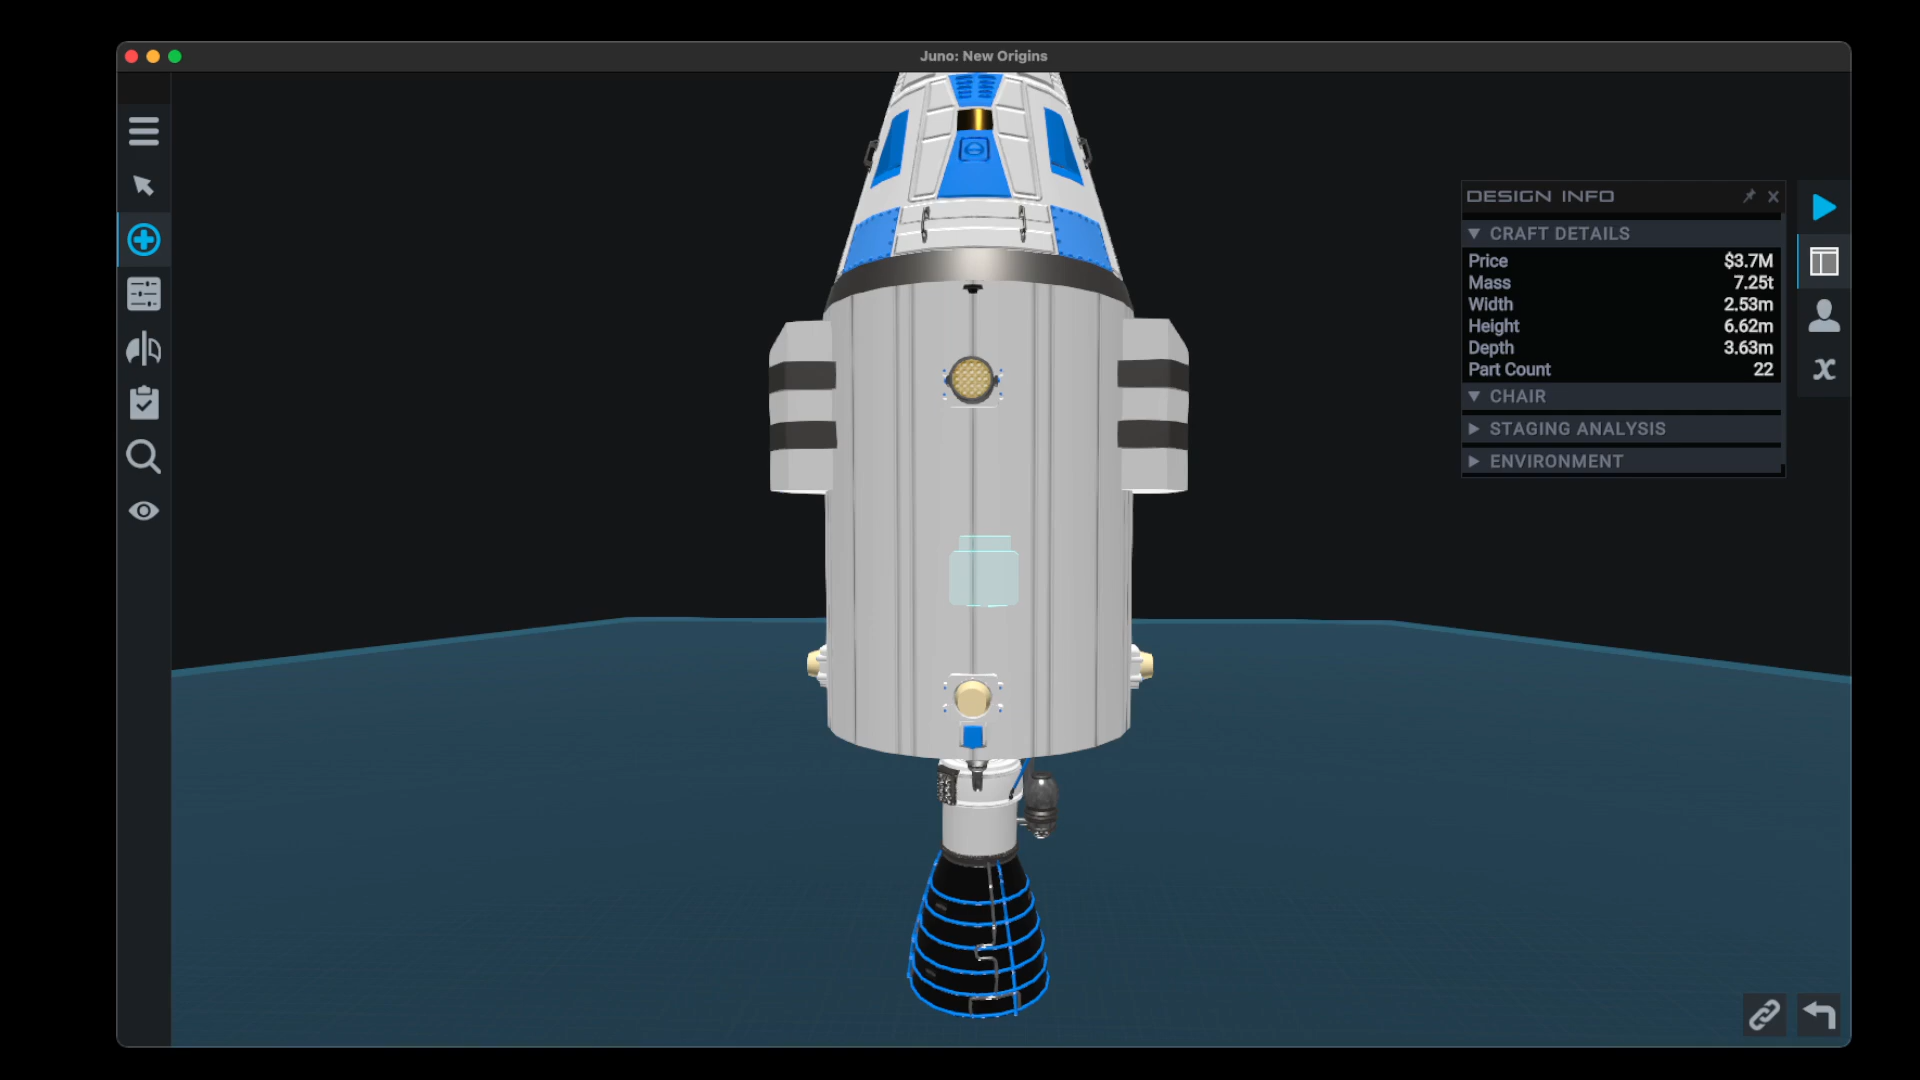 Juno: New Origins
DESIGN INFO
CRAFT DETAILS
Price $3.7M
Mass 7.25t
Width 2.53m
Height 6.62m
Depth 3.63m
Part Count 22
CHAIR
STAGING ANALYSIS
ENVIRONMENT
x